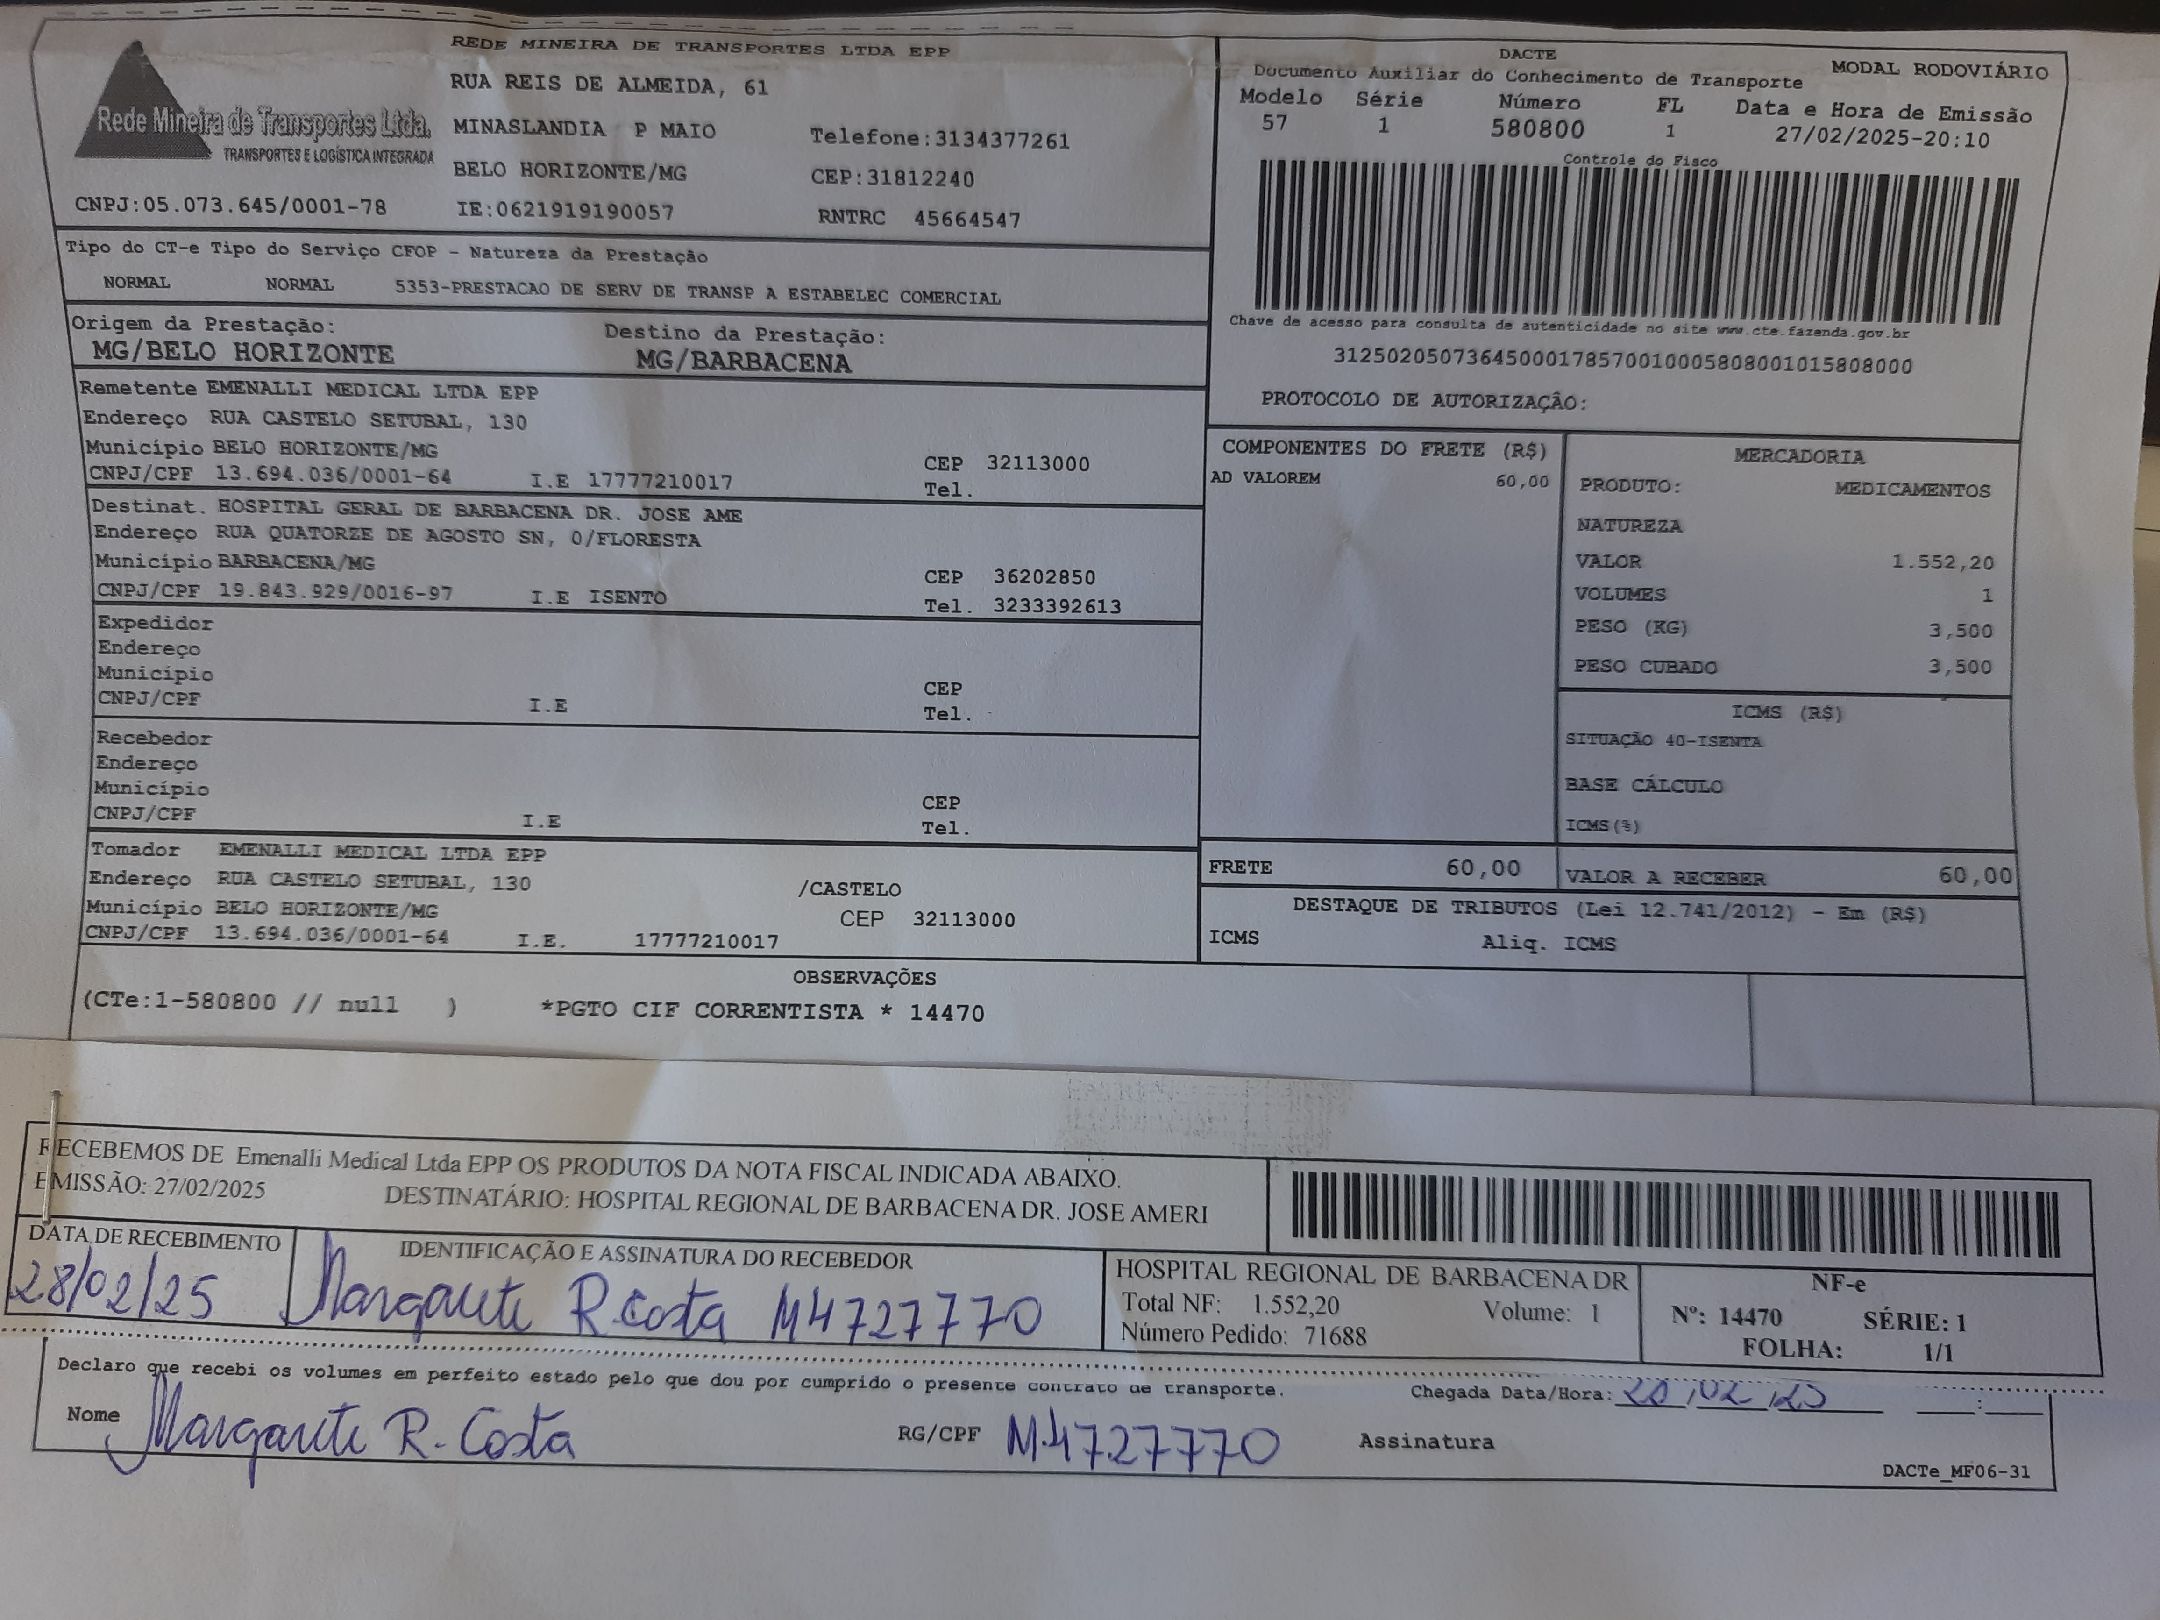 REDE MINEIRA DE TRANSPORTES LTDA EPP
RUA REIS DE ALMEIDA, 61
Rede Mineira de Transportes Ltda.
TRANSPORTES E LOGÍSTICA INTEGRADA
MINASLANDIA P MAIO Telefone:3134377261
BELO HORIZONTE/MG CEP:31812240
CNPJ:05.073.645/0001-78 IE:0621919190057 RNTRC 45664547
DACTE
Documento Auxiliar do Conhecimento de Transporte MODAL RODOVIÁRIO
Modelo Série Número FL Data e Hora de Emissão
57 1 580800 1 27/02/2025-20:10
Controle do Fisco
Chave de acesso para consulta de autenticidade no site www.cte.fazenda.gov.br
31250205073645000178570010005808001015808000
PROTOCOLO DE AUTORIZAÇÃO:
Tipo do CT-e Tipo do Serviço CFOP - Natureza da Prestação
NORMAL NORMAL 5353-PRESTACAO DE SERV DE TRANSP A ESTABELEC COMERCIAL
Origem da Prestação: Destino da Prestação:
MG/BELO HORIZONTE MG/BARBACENA
Remetente EMENALLI MEDICAL LTDA EPP
Endereço RUA CASTELO SETUBAL, 130
Município BELO HORIZONTE/MG CEP 32113000
CNPJ/CPF 13.694.036/0001-64 I.E 17777210017 Tel.
Destinat. HOSPITAL GERAL DE BARBACENA DR. JOSE AME
Endereço RUA QUATORZE DE AGOSTO SN, 0/FLORESTA
Município BARBACENA/MG CEP 36202850
CNPJ/CPF 19.843.929/0016-97 I.E ISENTO Tel. 3233392613
Expedidor
Endereço
Município CEP
CNPJ/CPF I.E Tel.
Recebedor
Endereço
Município CEP
CNPJ/CPF I.E Tel.
Tomador EMENALLI MEDICAL LTDA EPP
Endereço RUA CASTELO SETUBAL, 130 /CASTELO
Município BELO HORIZONTE/MG CEP 32113000
CNPJ/CPF 13.694.036/0001-64 I.E. 17777210017
COMPONENTES DO FRETE (R$)
AD VALOREM 60,00
MERCADORIA
PRODUTO: MEDICAMENTOS
NATUREZA
VALOR 1.552,20
VOLUMES 1
PESO (KG) 3,500
PESO CUBADO 3,500
ICMS (R$)
SITUAÇÃO 40-ISENTA
BASE CÁLCULO
ICMS(%)
FRETE 60,00 VALOR A RECEBER 60,00
DESTAQUE DE TRIBUTOS (Lei 12.741/2012) - Em (R$)
ICMS Aliq. ICMS
OBSERVAÇÕES
(CTe:1-580800 // null ) *PGTO CIF CORRENTISTA * 14470
RECEBEMOS DE Emenalli Medical Ltda EPP OS PRODUTOS DA NOTA FISCAL INDICADA ABAIXO.
EMISSÃO: 27/02/2025 DESTINATÁRIO: HOSPITAL REGIONAL DE BARBACENA DR. JOSE AMERI
DATA DE RECEBIMENTO IDENTIFICAÇÃO E ASSINATURA DO RECEBEDOR
28/02/25 Margarete R. Costa M4727770
HOSPITAL REGIONAL DE BARBACENA DR
Total NF: 1.552,20 Volume: 1
Número Pedido: 71688
NF-e
Nº: 14470 SÉRIE: 1
FOLHA: 1/1
Declaro que recebi os volumes em perfeito estado pelo que dou por cumprido o presente contrato de transporte. Chegada Data/Hora: 28/02/25 :
Nome Margarete R. Costa RG/CPF M.4727770 Assinatura
DACTe_MF06-31